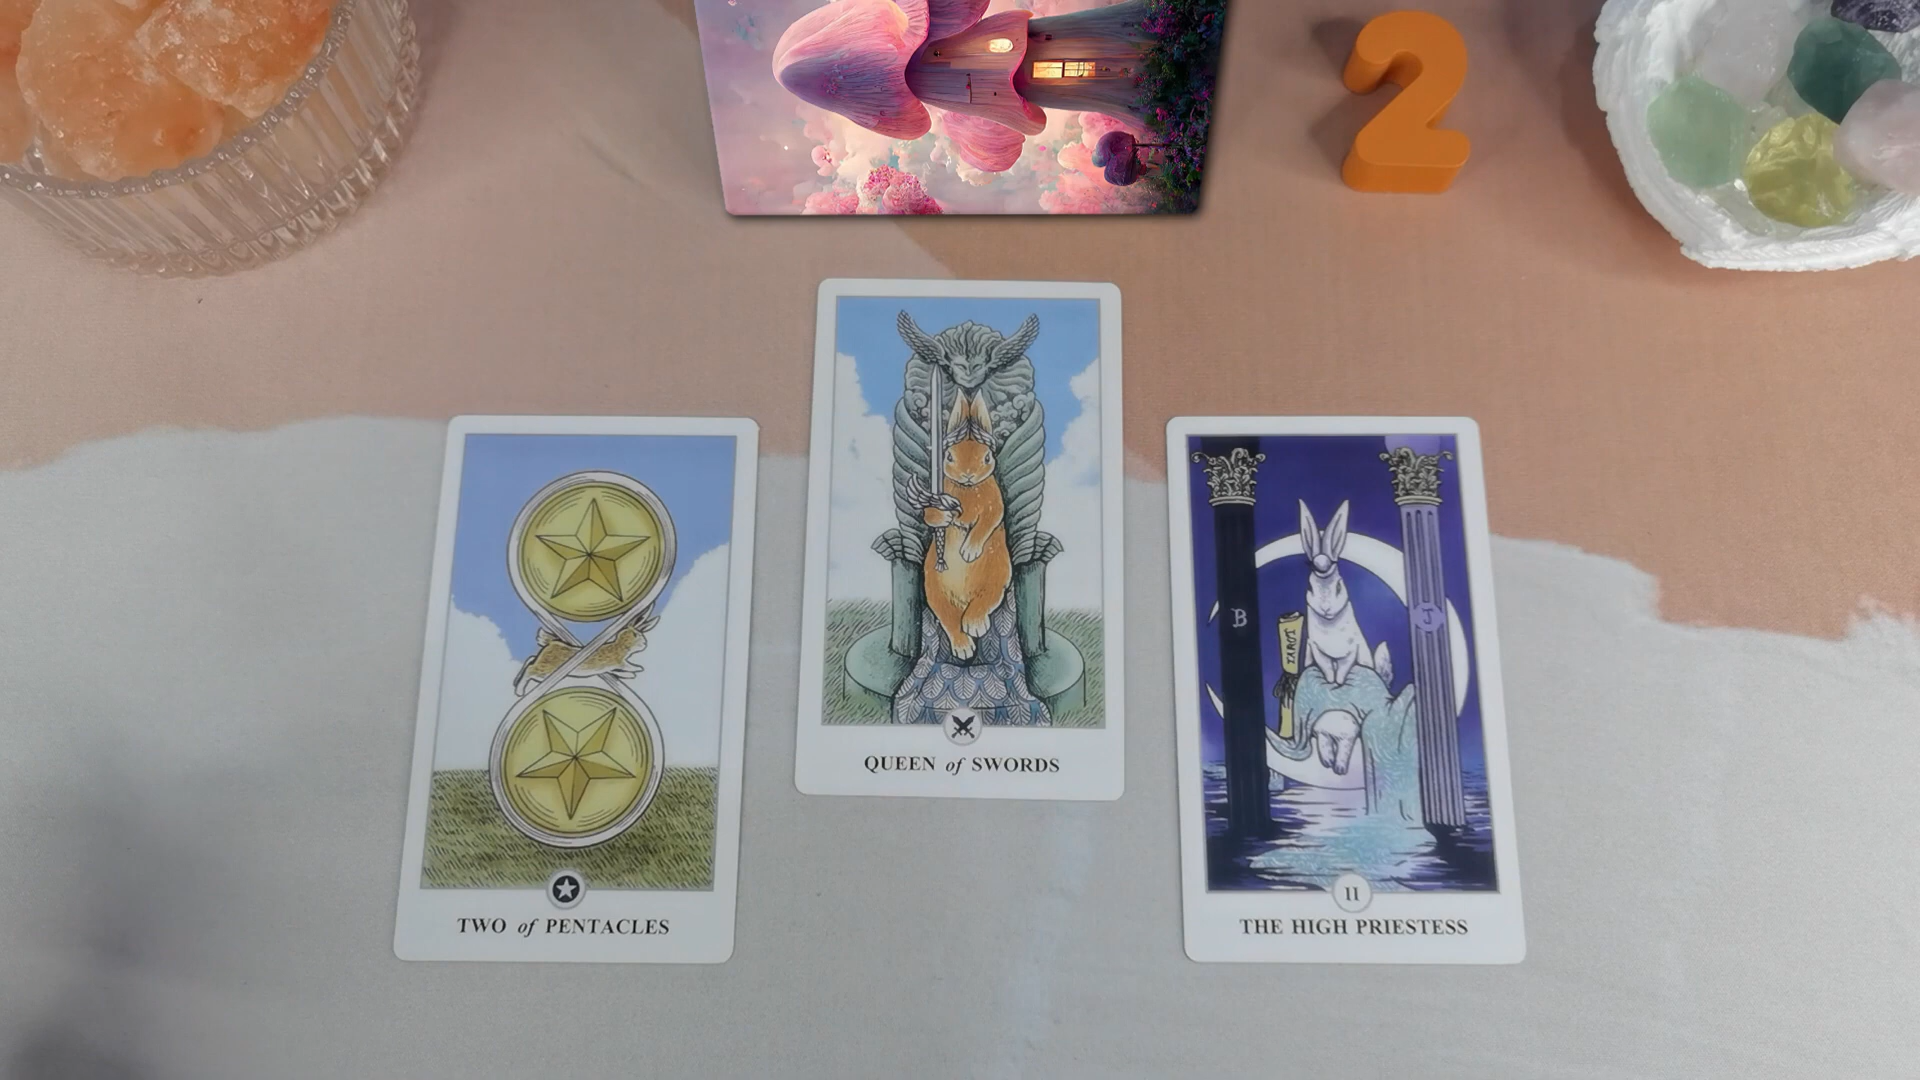 2
QUEEN of SWORDS
B
J
TAROT
II
TWO of PENTACLES
THE HIGH PRIESTESS